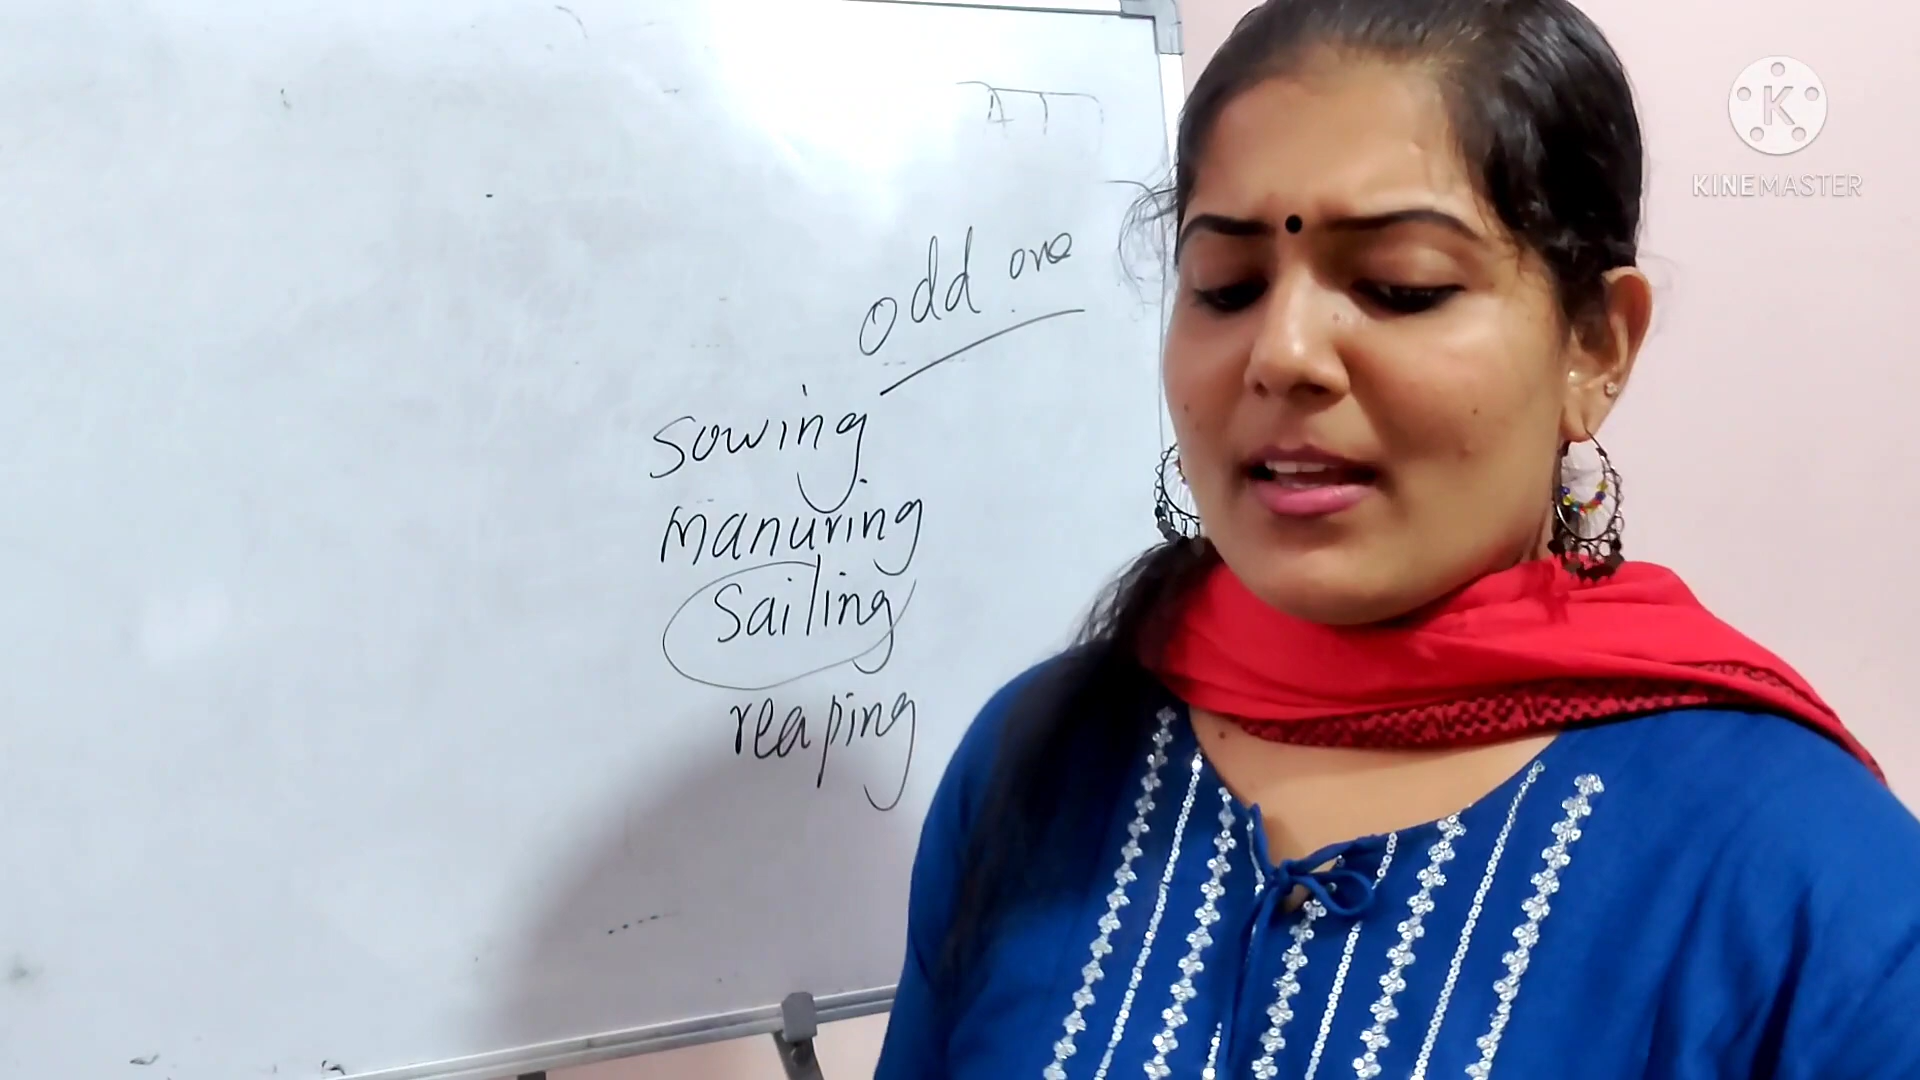 odd one
sowing
manuring
sailing
reaping
K
KINEMASTER